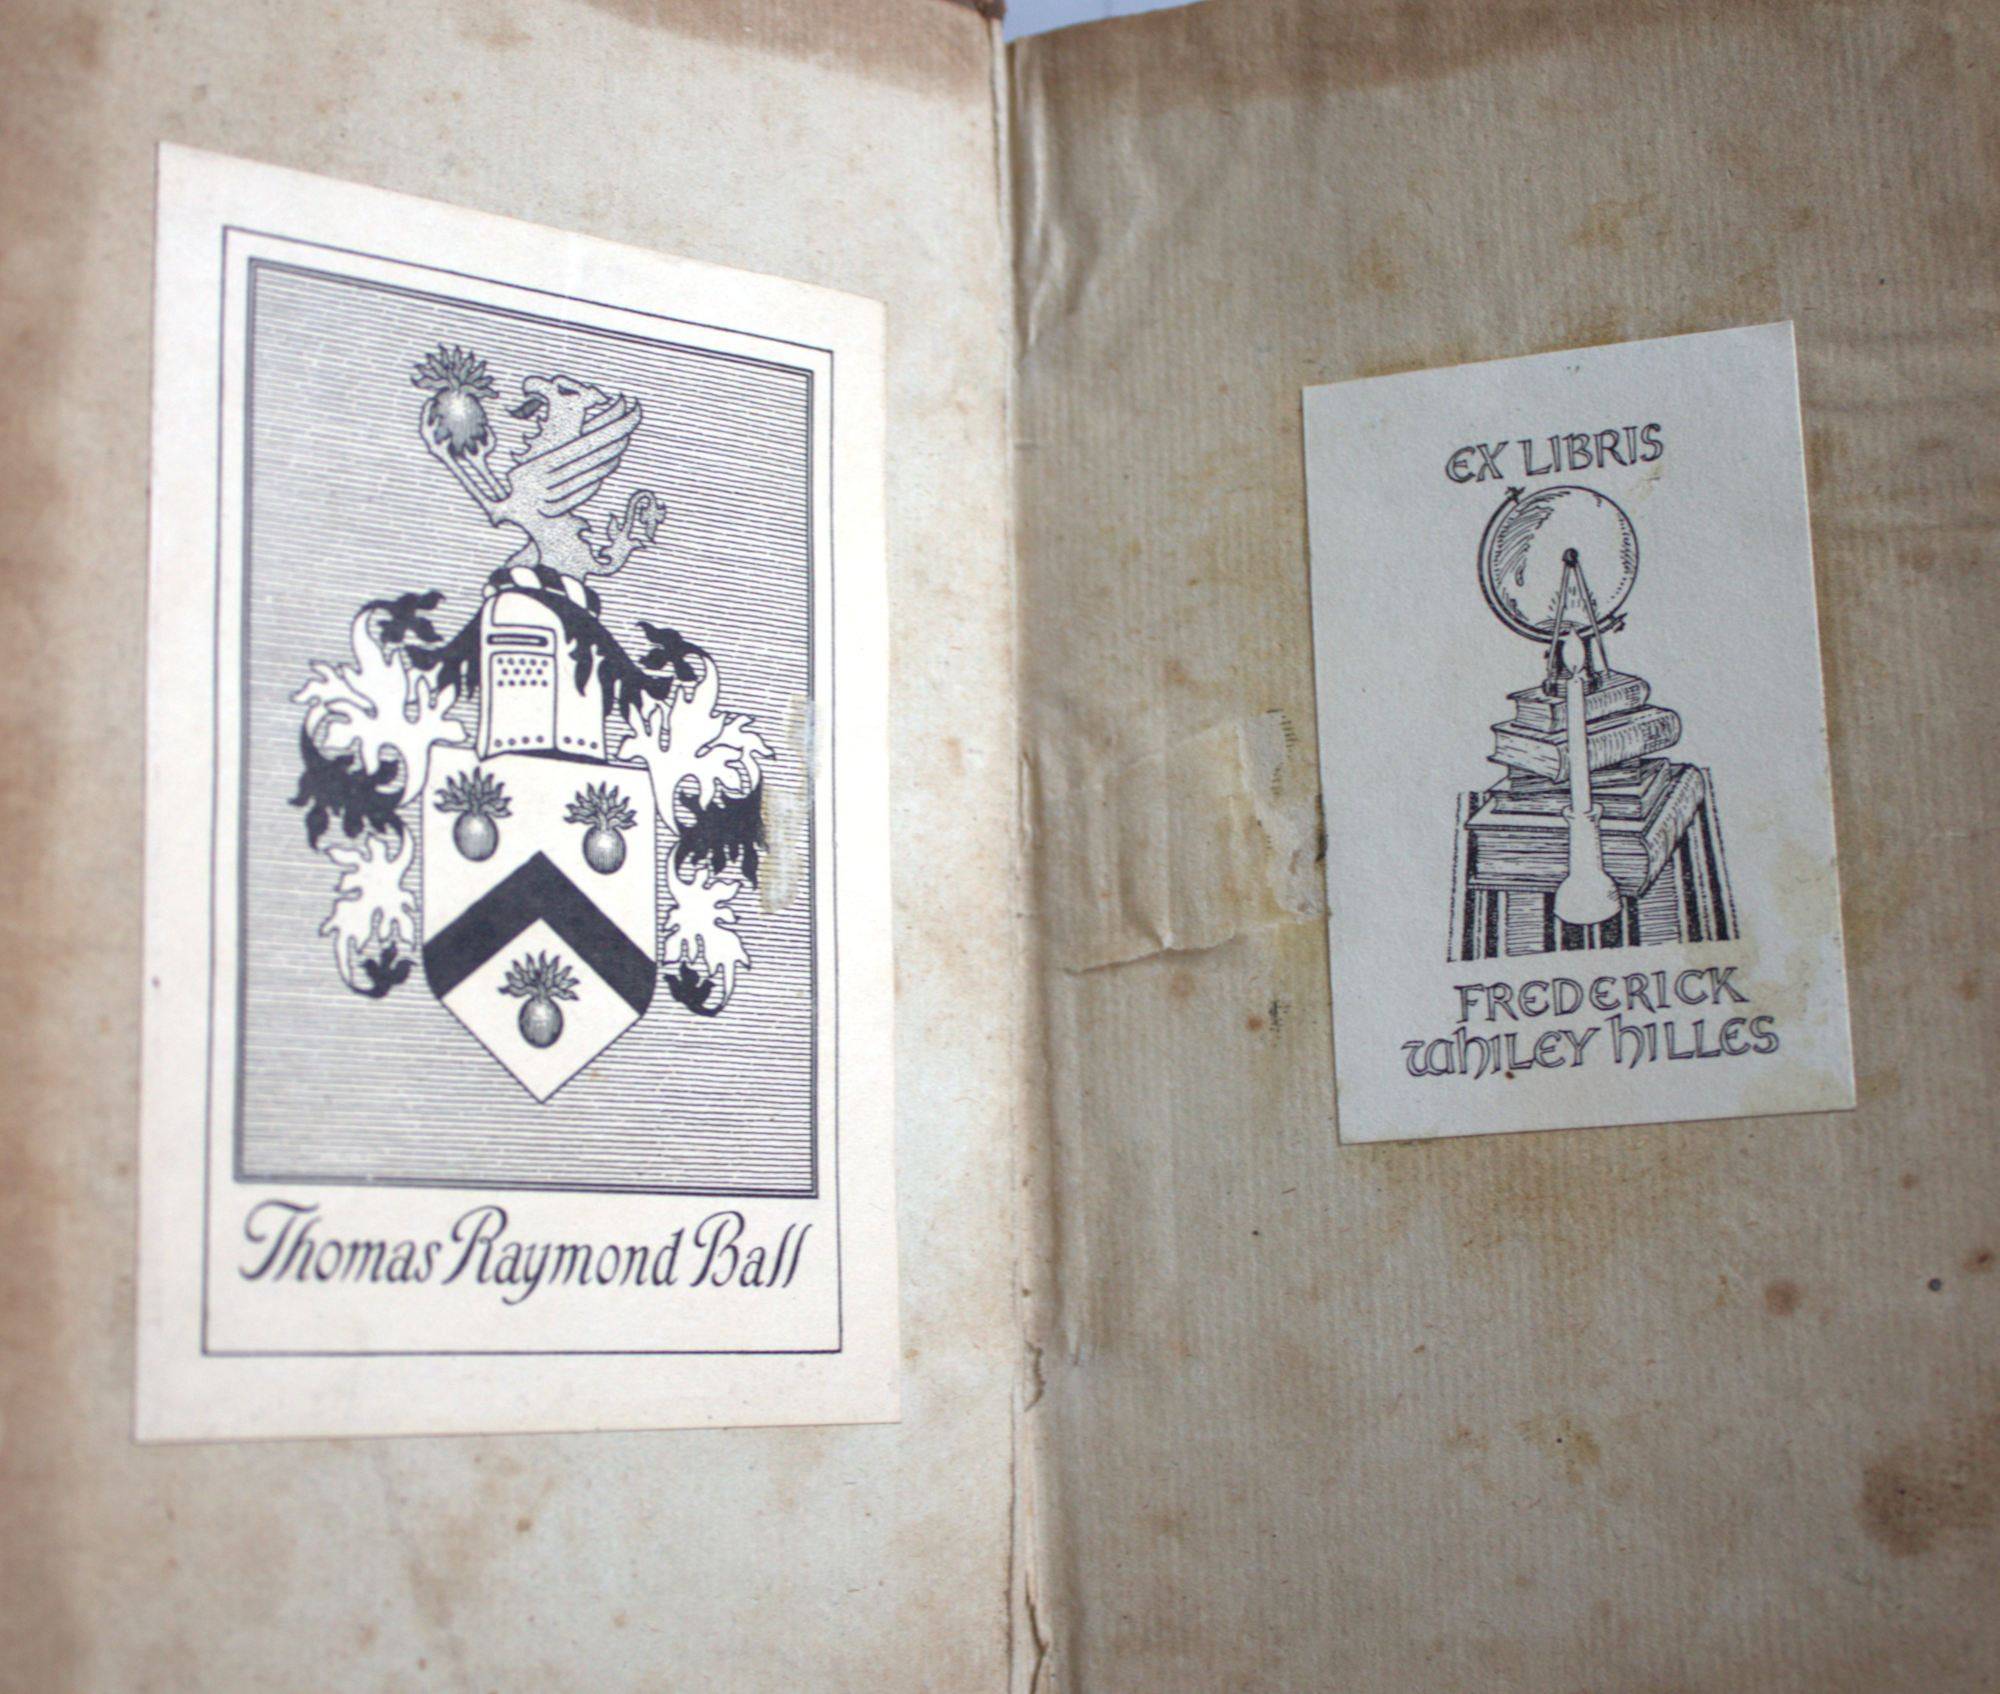 Thomas Raymond Ball
EX LIBRIS
FREDERICK
WHILEY HILLES